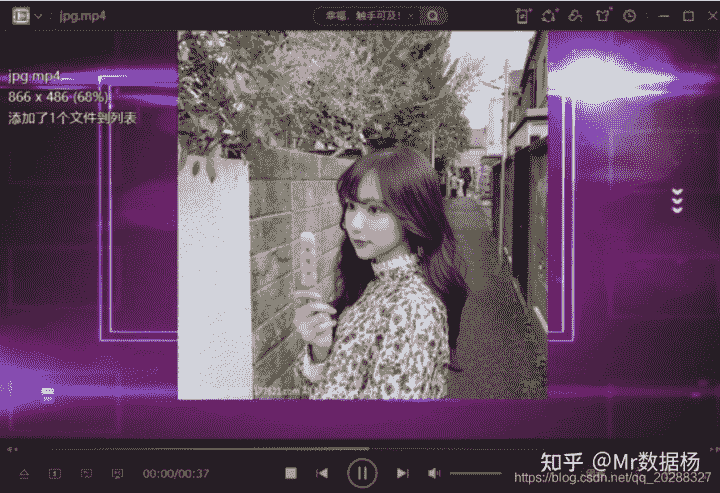 jpg.mp4
幸福，触手可及！
jpg.mp4
866 x 486 (68%)
添加了1个文件到列表
00:00/00:37
知乎 @Mr数据杨
https://blog.csdn.net/qq_20288327